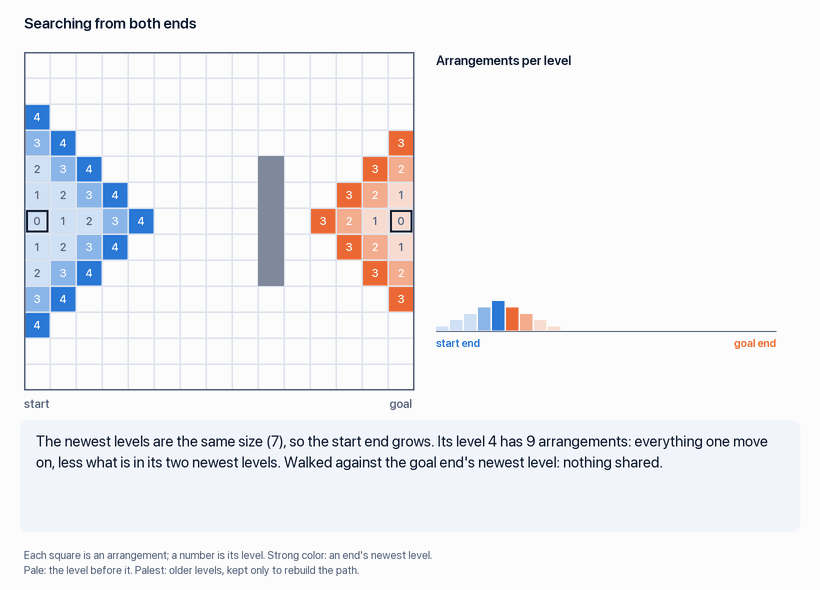 Searching from both ends
Arrangements per level
4
3 4 3
2 3 4 3 2
1 2 3 4 3 2 1
0 1 2 3 4 3 2 1 0
1 2 3 4 3 2 1
2 3 4 3 2
3 4 3
4
start end goal end
start goal
The newest levels are the same size (7), so the start end grows. Its level 4 has 9 arrangements: everything one move
on, less what is in its two newest levels. Walked against the goal end's newest level: nothing shared.
Each square is an arrangement; a number is its level. Strong color: an end's newest level.
Pale: the level before it. Palest: older levels, kept only to rebuild the path.